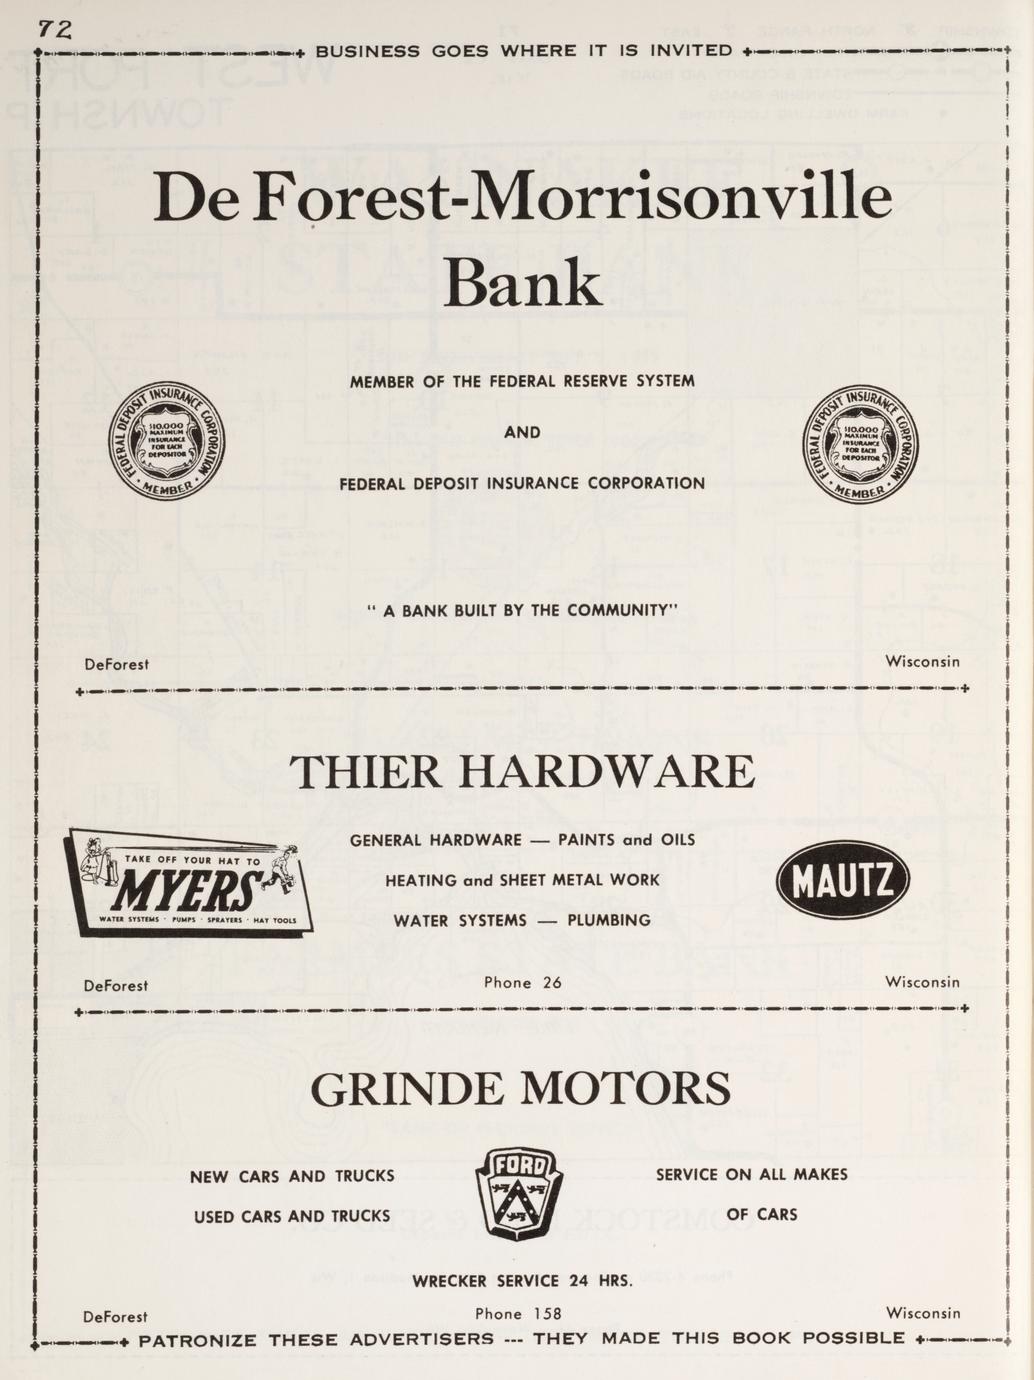 72
BUSINESS GOES WHERE IT IS INVITED
De Forest-Morrisonville
Bank
MEMBER OF THE FEDERAL RESERVE SYSTEM
AND
FEDERAL DEPOSIT INSURANCE CORPORATION
FEDERAL DEPOSIT INSURANCE CORPORATION
$10,000
MAXIMUM
INSURANCE
FOR EACH
DEPOSITOR
· MEMBER ·
FEDERAL DEPOSIT INSURANCE CORPORATION
$10,000
MAXIMUM
INSURANCE
FOR EACH
DEPOSITOR
· MEMBER ·
“ A BANK BUILT BY THE COMMUNITY”
DeForest Wisconsin
THIER HARDWARE
TAKE OFF YOUR HAT TO
MYERS
WATER SYSTEMS · PUMPS · SPRAYERS · HAY TOOLS
GENERAL HARDWARE — PAINTS and OILS
HEATING and SHEET METAL WORK
WATER SYSTEMS — PLUMBING
MAUTZ
DeForest Phone 26 Wisconsin
GRINDE MOTORS
NEW CARS AND TRUCKS
USED CARS AND TRUCKS
FORD
SERVICE ON ALL MAKES
OF CARS
WRECKER SERVICE 24 HRS.
DeForest Phone 158 Wisconsin
PATRONIZE THESE ADVERTISERS --- THEY MADE THIS BOOK POSSIBLE